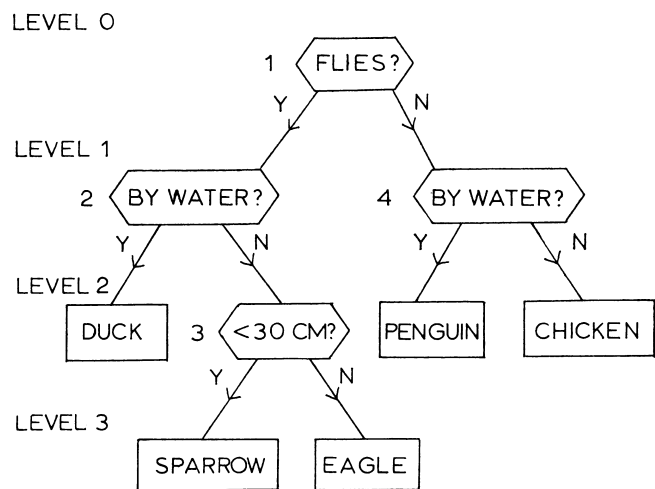 LEVEL 0
1 FLIES?
Y N
LEVEL 1
2 BY WATER? 4 BY WATER?
Y N Y N
LEVEL 2
DUCK 3 <30 CM? PENGUIN CHICKEN
Y N
LEVEL 3
SPARROW EAGLE